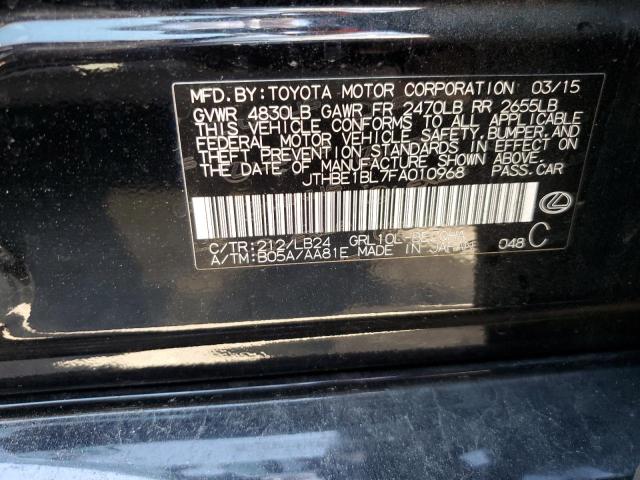 MFD.BY:TOYOTA MOTOR CORPORATION 03/15
GVWR 4830LB GAWR FR 2470LB RR 2655LB
THIS VEHICLE CONFORMS TO ALL APPLICABLE
FEDERAL MOTOR VEHICLE SAFETY,BUMPER,AND
THEFT PREVENTION STANDARDS IN EFFECT ON
THE DATE OF MANUFACTURE SHOWN ABOVE.
JTHBE1BL7FA010968 PASS.CAR
C/TR:212/LB24
A/TM:B05A/AA81E MADE IN JAPAN 048 C